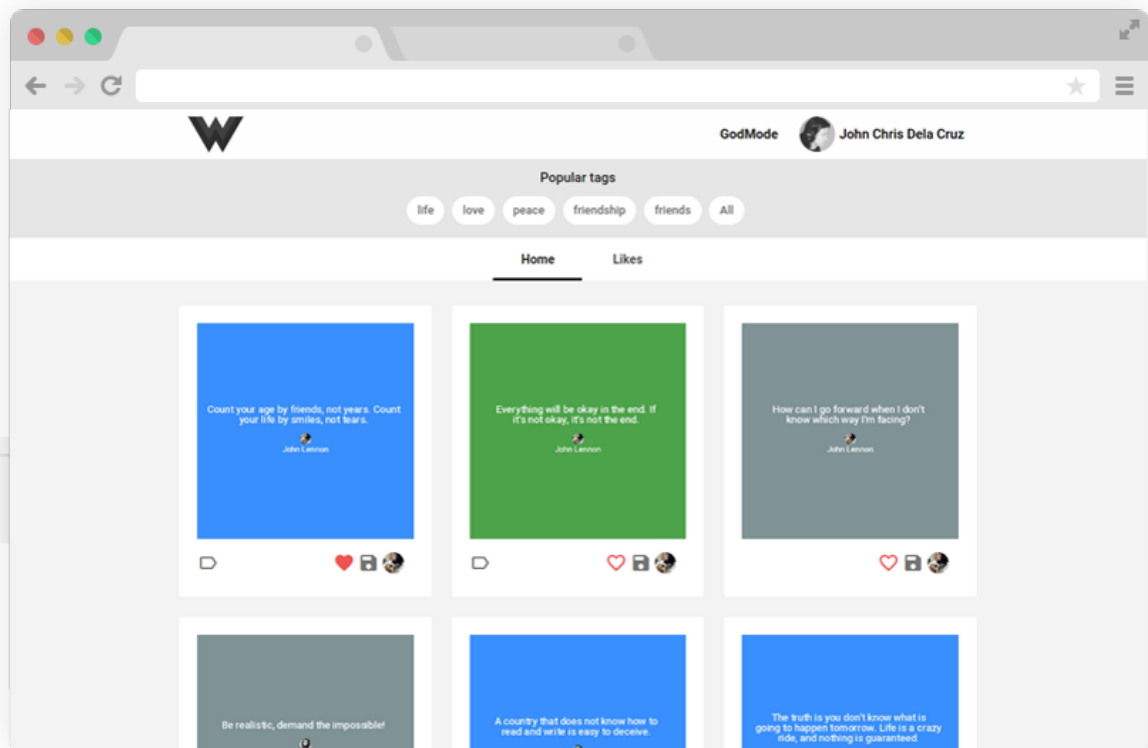 W
GodMode
John Chris Dela Cruz
Popular tags
life
love
peace
friendship
friends
All
Home
Likes
Count your age by friends, not years. Count
your life by smiles, not tears.
John Lennon
Everything will be okay in the end. If
it's not okay, it's not the end.
John Lennon
How can I go forward when I don't
know which way I'm facing?
John Lennon
Be realistic, demand the impossible!
A country that does not know how to
read and write is easy to deceive.
The truth is you don't know what is
going to happen tomorrow. Life is a crazy
ride, and nothing is guaranteed.